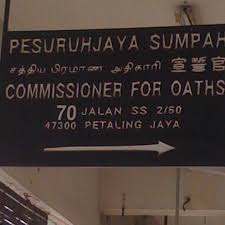 PESURUHJAYA SUMPAH
சத்திய பிரமாண அதிகாரி 宣誓官
COMMISSIONER FOR OATHS
70 JALAN SS 2/60
47300 PETALING JAYA